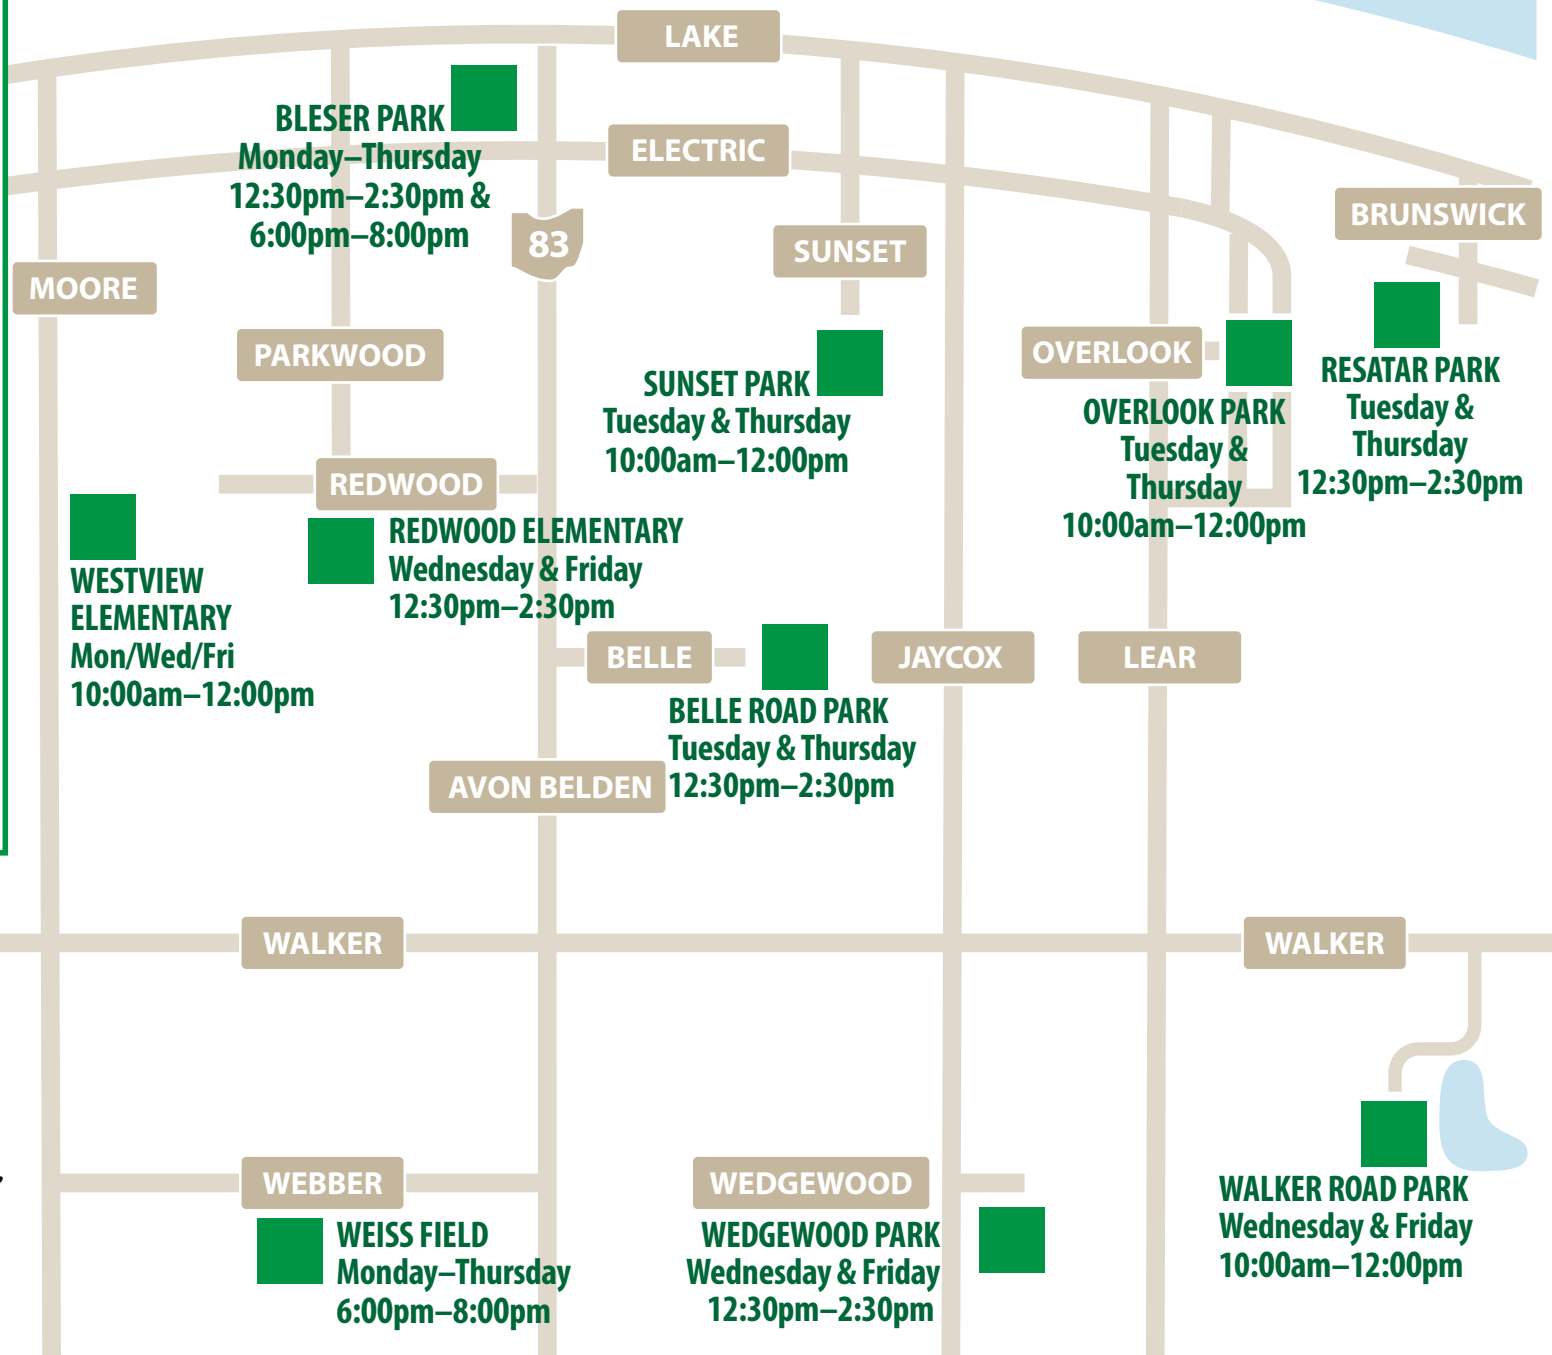 LAKE
BLESER PARK
Monday–Thursday
12:30pm–2:30pm &
6:00pm–8:00pm
ELECTRIC
83
BRUNSWICK
SUNSET
MOORE
PARKWOOD
OVERLOOK
SUNSET PARK
Tuesday & Thursday
10:00am–12:00pm
OVERLOOK PARK
Tuesday &
Thursday
10:00am–12:00pm
RESATAR PARK
Tuesday &
Thursday
12:30pm–2:30pm
REDWOOD
REDWOOD ELEMENTARY
Wednesday & Friday
12:30pm–2:30pm
WESTVIEW
ELEMENTARY
Mon/Wed/Fri
10:00am–12:00pm
BELLE
JAYCOX
LEAR
BELLE ROAD PARK
Tuesday & Thursday
12:30pm–2:30pm
AVON BELDEN
WALKER
WALKER
WEBBER
WEDGEWOOD
WEISS FIELD
Monday–Thursday
6:00pm–8:00pm
WEDGEWOOD PARK
Wednesday & Friday
12:30pm–2:30pm
WALKER ROAD PARK
Wednesday & Friday
10:00am–12:00pm